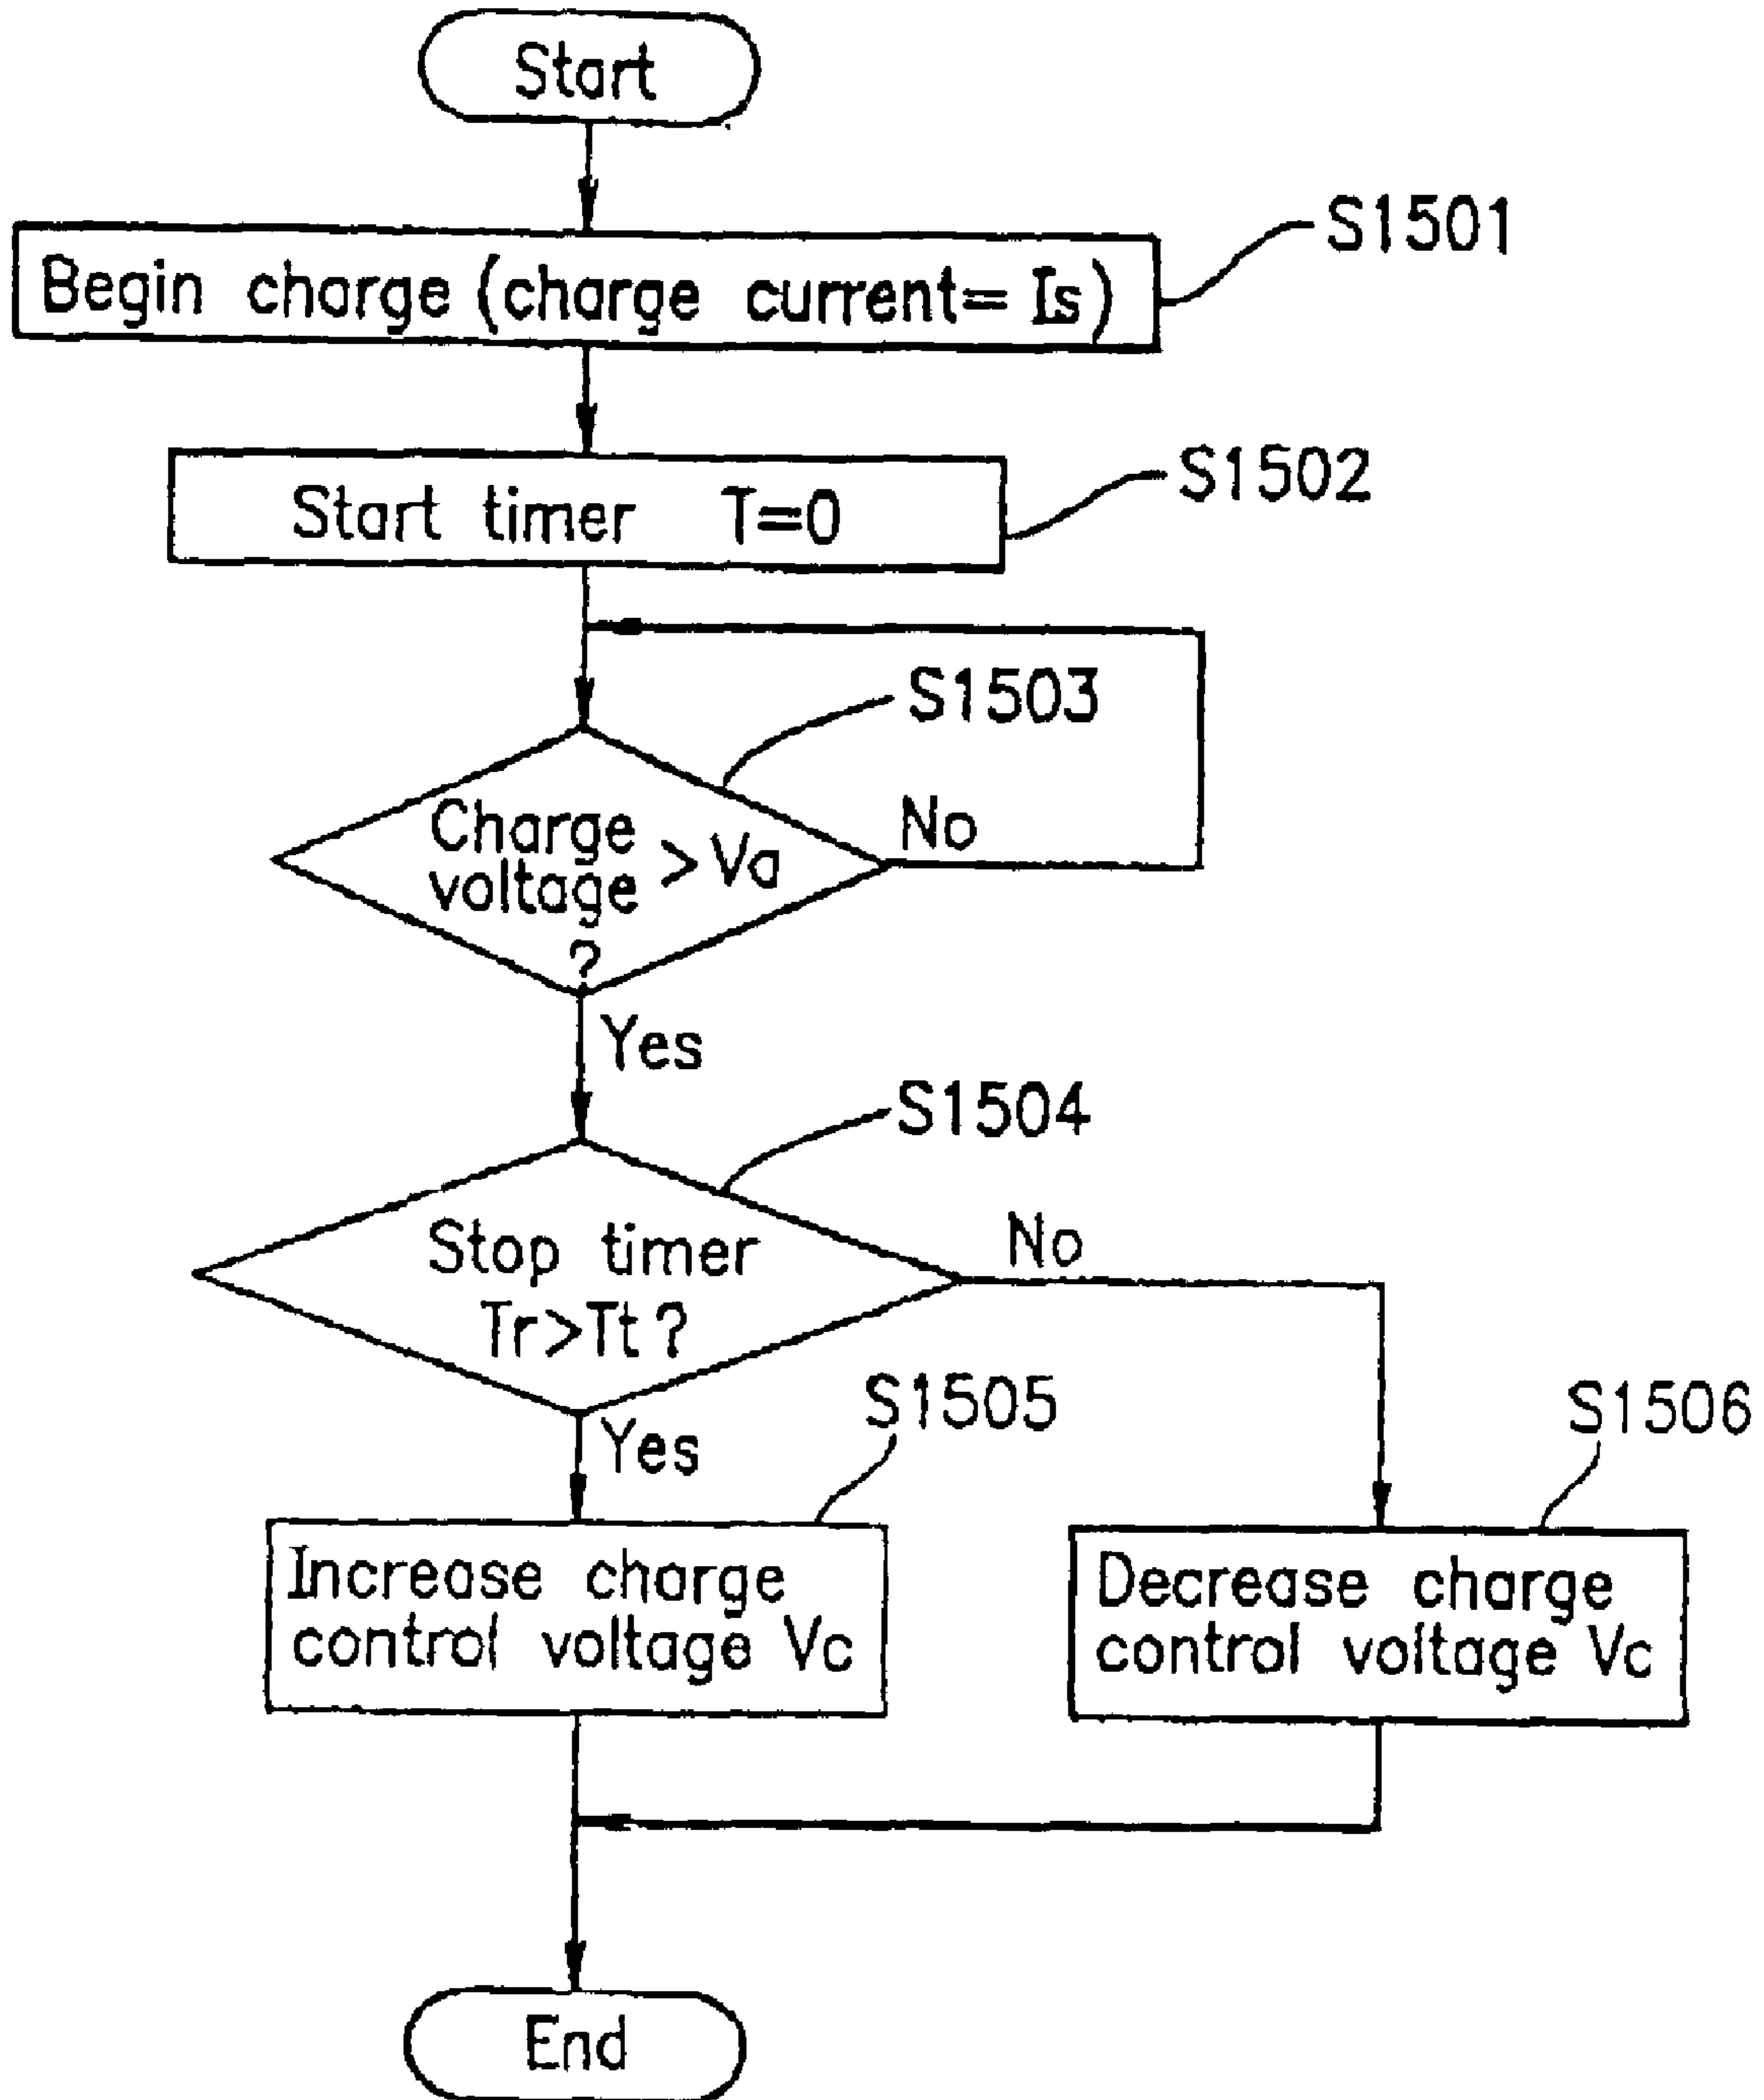 Start
S1501
Begin charge (charge current= Is)
S1502
Start timer T=0
S1503
Charge
voltage > Va
?
No
Yes
S1504
Stop timer
Tr>Tt?
No
Yes
S1505
S1506
Increase charge
control voltage Vc
Decrease charge
control voltage Vc
End